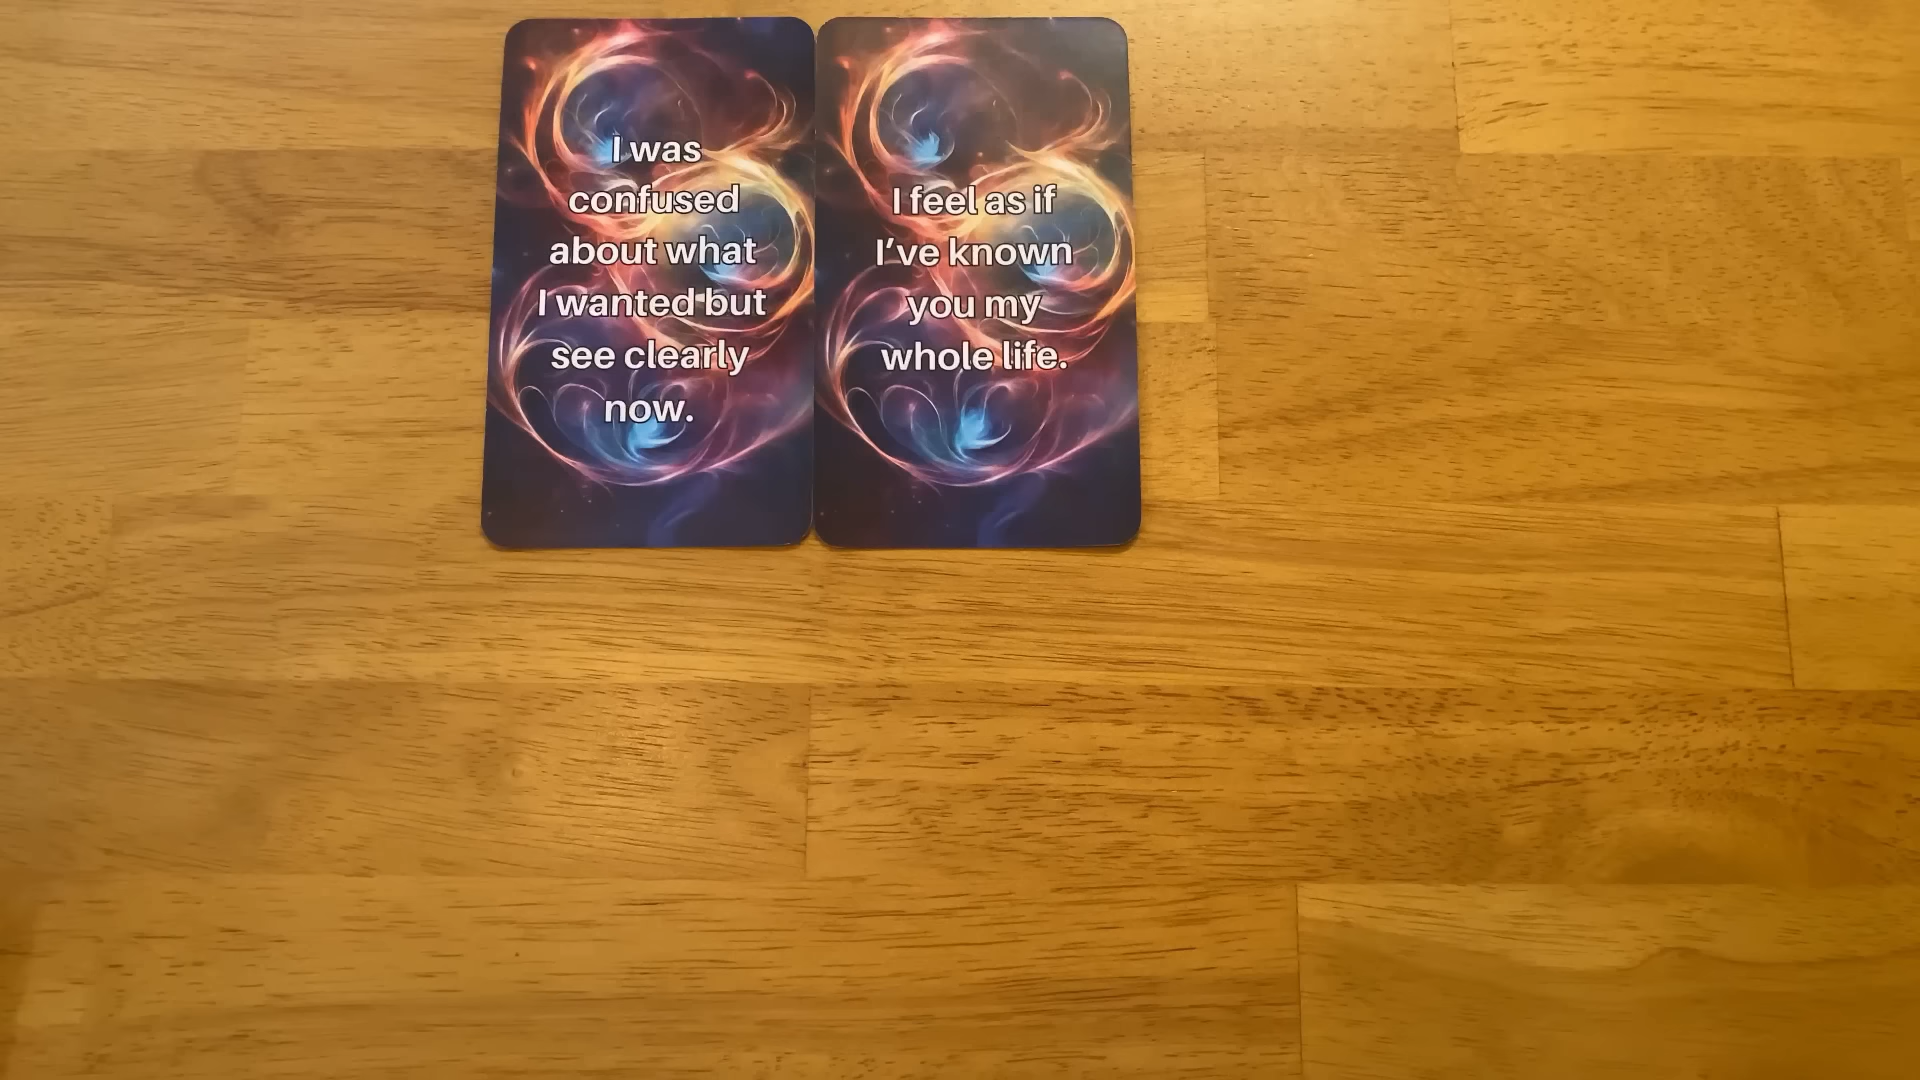 I was
confused
about what
I wanted but
see clearly
now.
I feel as if
I've known
you my
whole life.